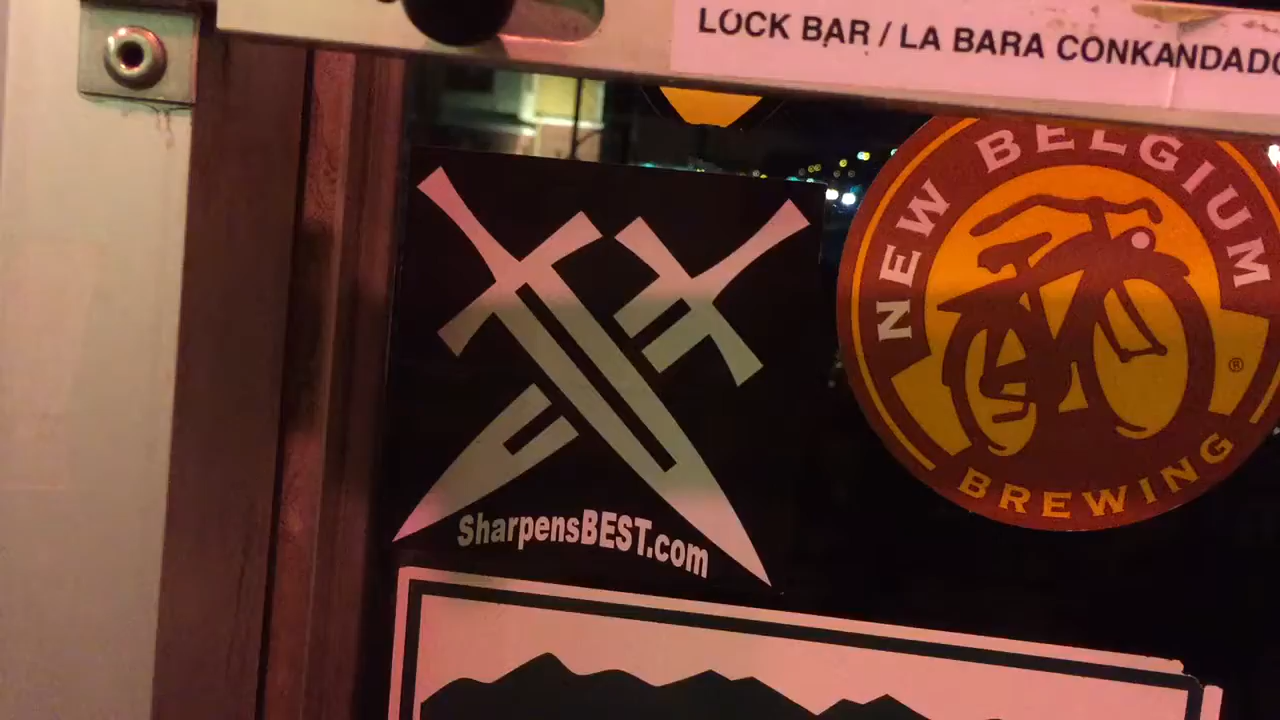 LOCK BAR / LA BARA CONKANDADO
NEW BELGIUM
BREWING
®
SharpensBEST.com